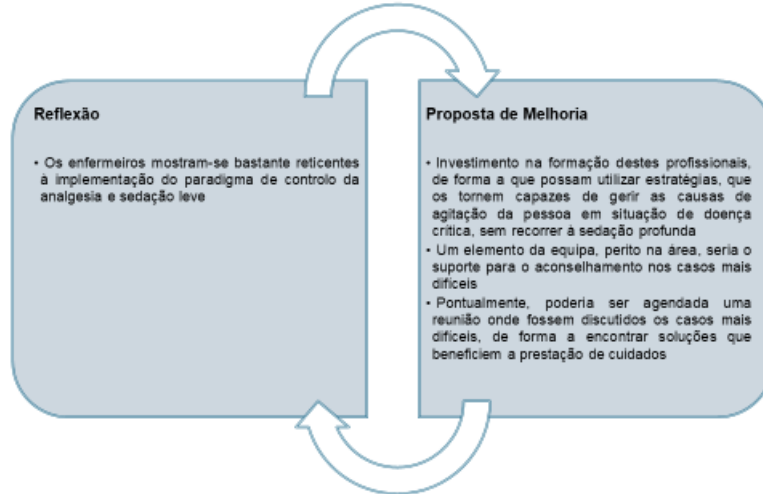 Reflexão
• Os enfermeiros mostram-se bastante reticentes
à implementação do paradigma de controlo da
analgesia e sedação leve
Proposta de Melhoria
• Investimento na formação destes profissionais,
de forma a que possam utilizar estratégias, que
os tornem capazes de gerir as causas de
agitação da pessoa em situação de doença
crítica, sem recorrer à sedação profunda
• Um elemento da equipa, perito na área, seria o
suporte para o aconselhamento nos casos mais
difíceis
• Pontualmente, poderia ser agendada uma
reunião onde fossem discutidos os casos mais
difíceis, de forma a encontrar soluções que
beneficiem a prestação de cuidados